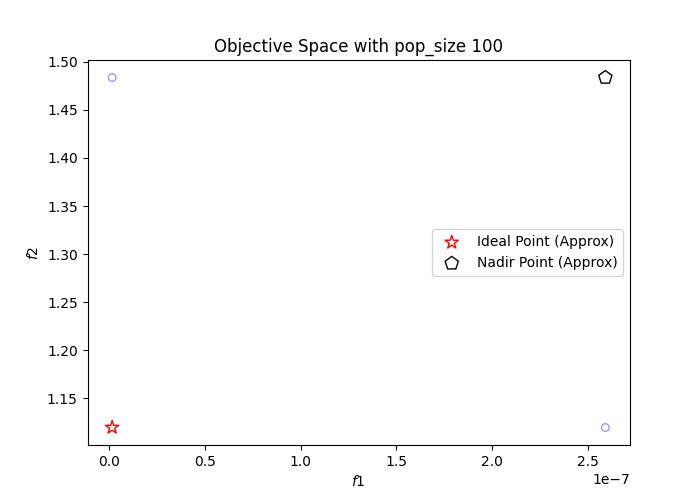 Objective Space with pop_size 100
f2
1.50
1.45
1.40
1.35
1.30
1.25
1.20
1.15
Ideal Point (Approx)
Nadir Point (Approx)
0.0 0.5 1.0 1.5 2.0 2.5
1e−7
f1